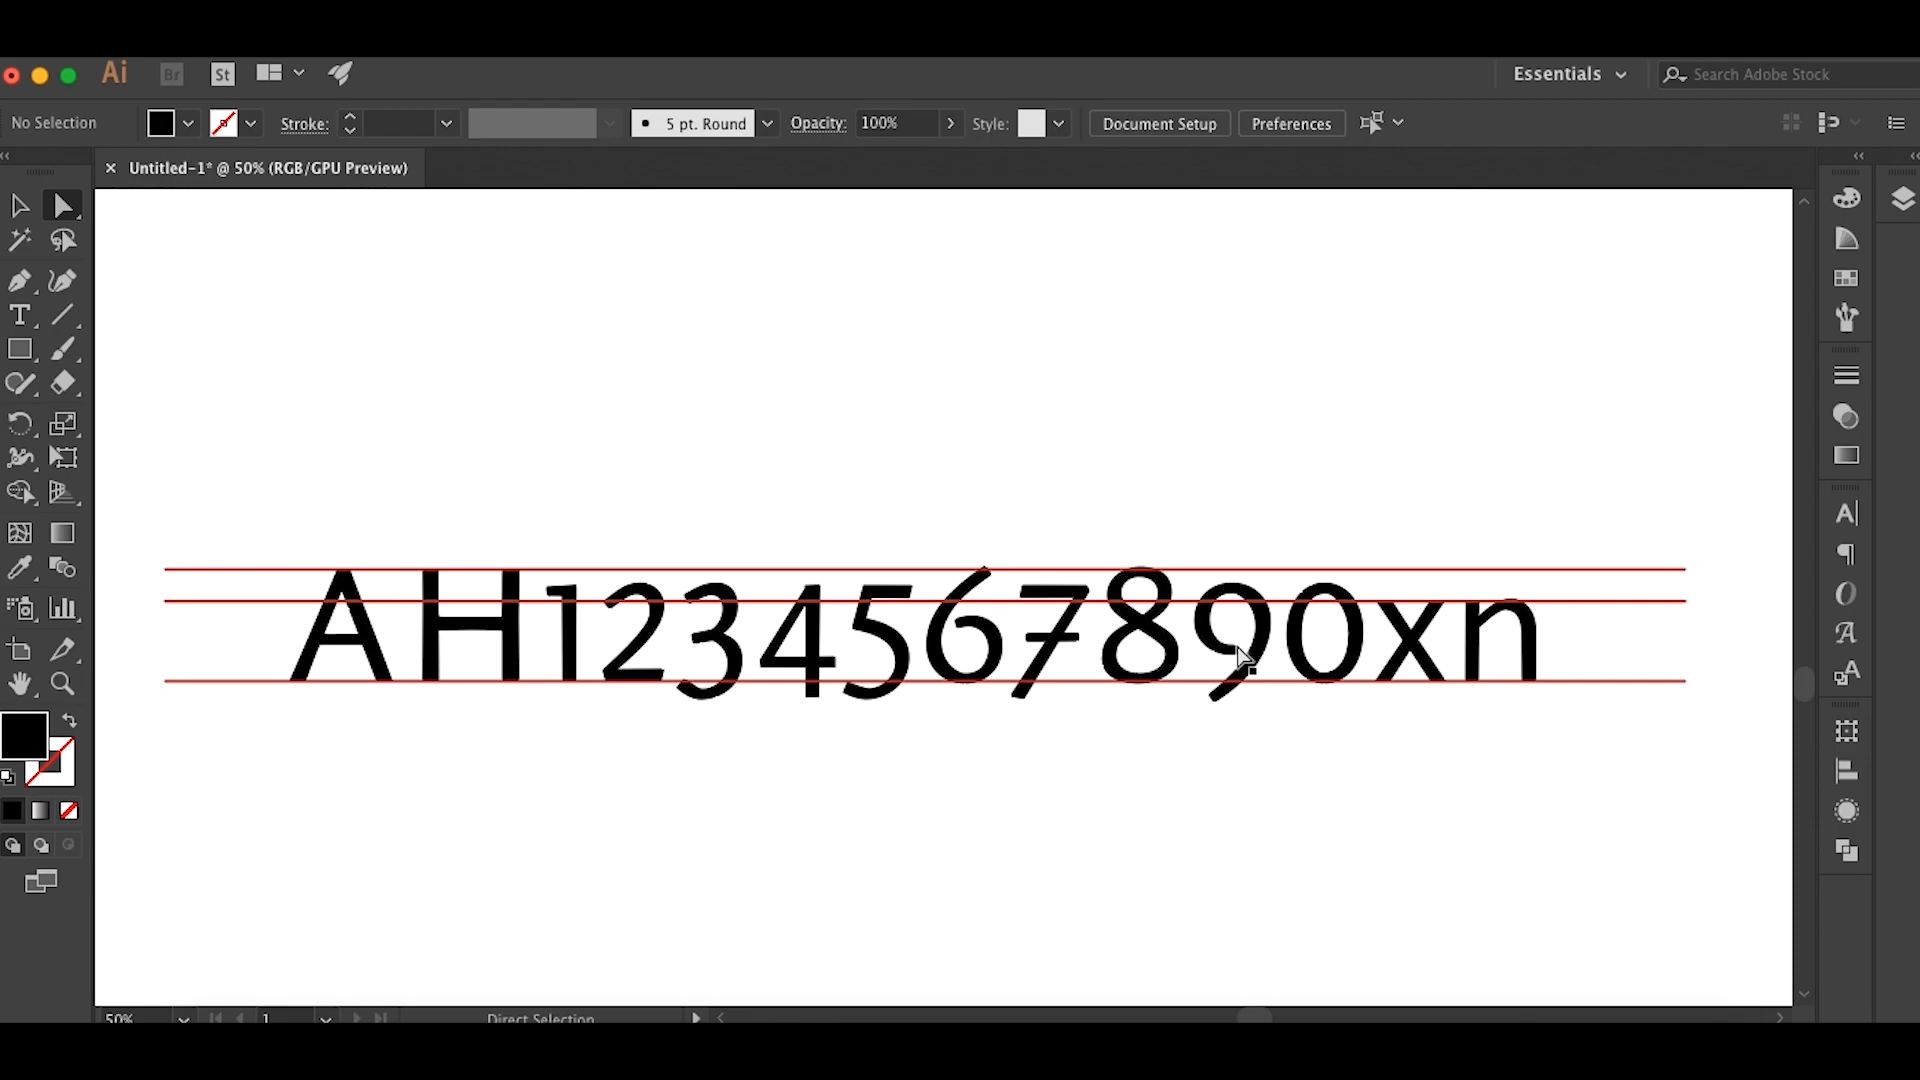 Ai Br St Essentials Search Adobe Stock
No Selection Stroke: 5 pt. Round Opacity: 100% Style: Document Setup Preferences
Untitled-1* @ 50% (RGB/GPU Preview)
AH1234567890xn
50% 1 Direct Selection